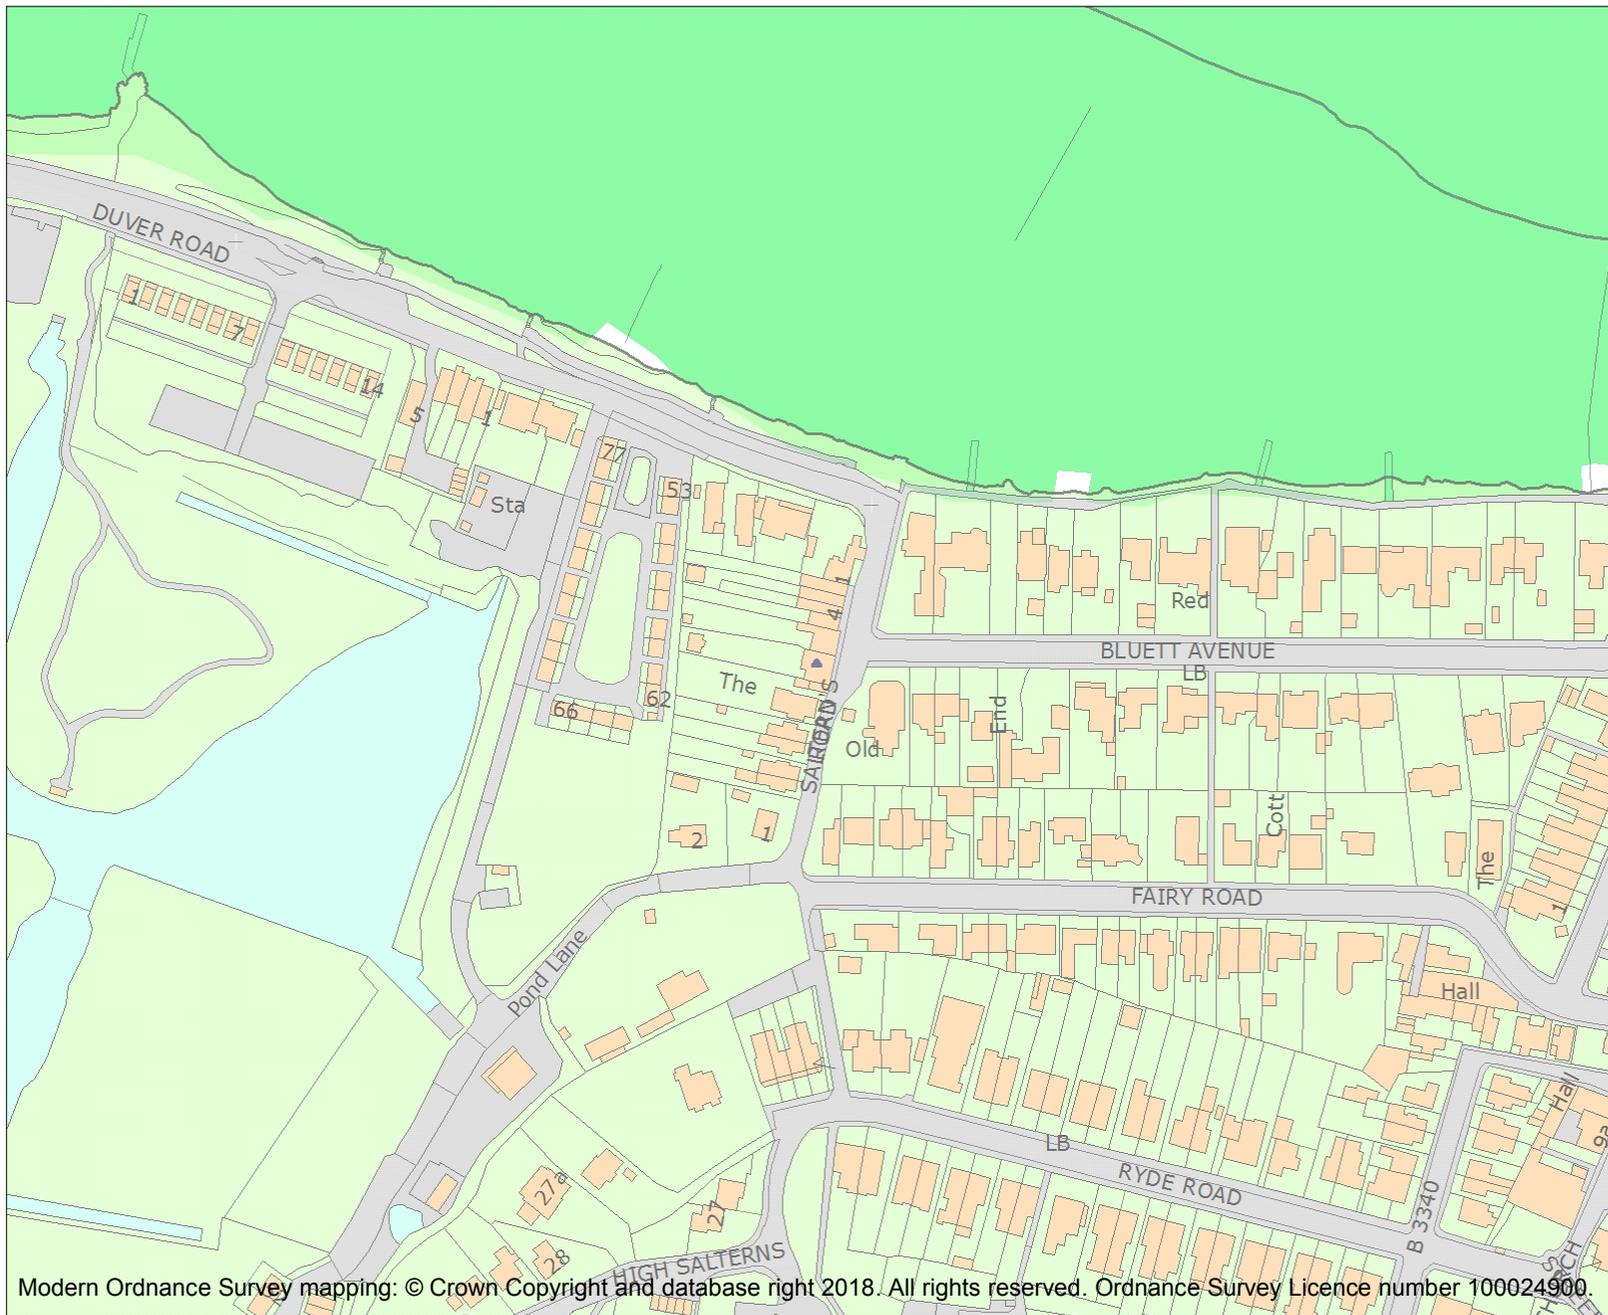 DUVER ROAD
1
7
14
5
1
77
53
Sta
1
4
Red
BLUETT AVENUE
LB
The
62
66
End
Old
Cott
2
1
The
1
FAIRY ROAD
Pond Lane
Hall
Hall
9a
LB
RYDE ROAD
B 3340
27a
27
28
HIGH SALTERNS
Modern Ordnance Survey mapping: © Crown Copyright and database right 2018. All rights reserved. Ordnance Survey Licence number 100024900.